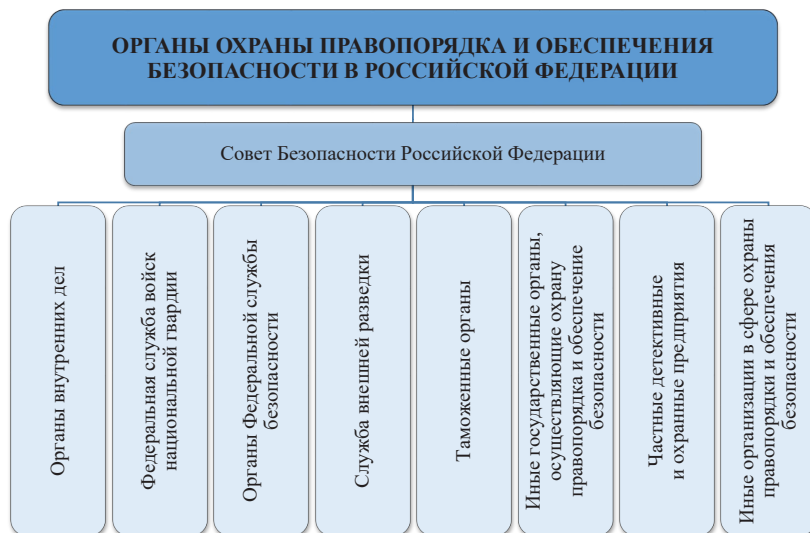 ОРГАНЫ ОХРАНЫ ПРАВОПОРЯДКА И ОБЕСПЕЧЕНИЯ
БЕЗОПАСНОСТИ В РОССИЙСКОЙ ФЕДЕРАЦИИ
Совет Безопасности Российской Федерации
Органы внутренних дел
Федеральная служба войск
национальной гвардии
Органы Федеральной службы
безопасности
Служба внешней разведки
Таможенные органы
Иные государственные органы,
осуществляющие охрану
правопорядка и обеспечение
безопасности
Частные детективные
и охранные предприятия
Иные организации в сфере охраны
правопорядки и обеспечения
безопасности